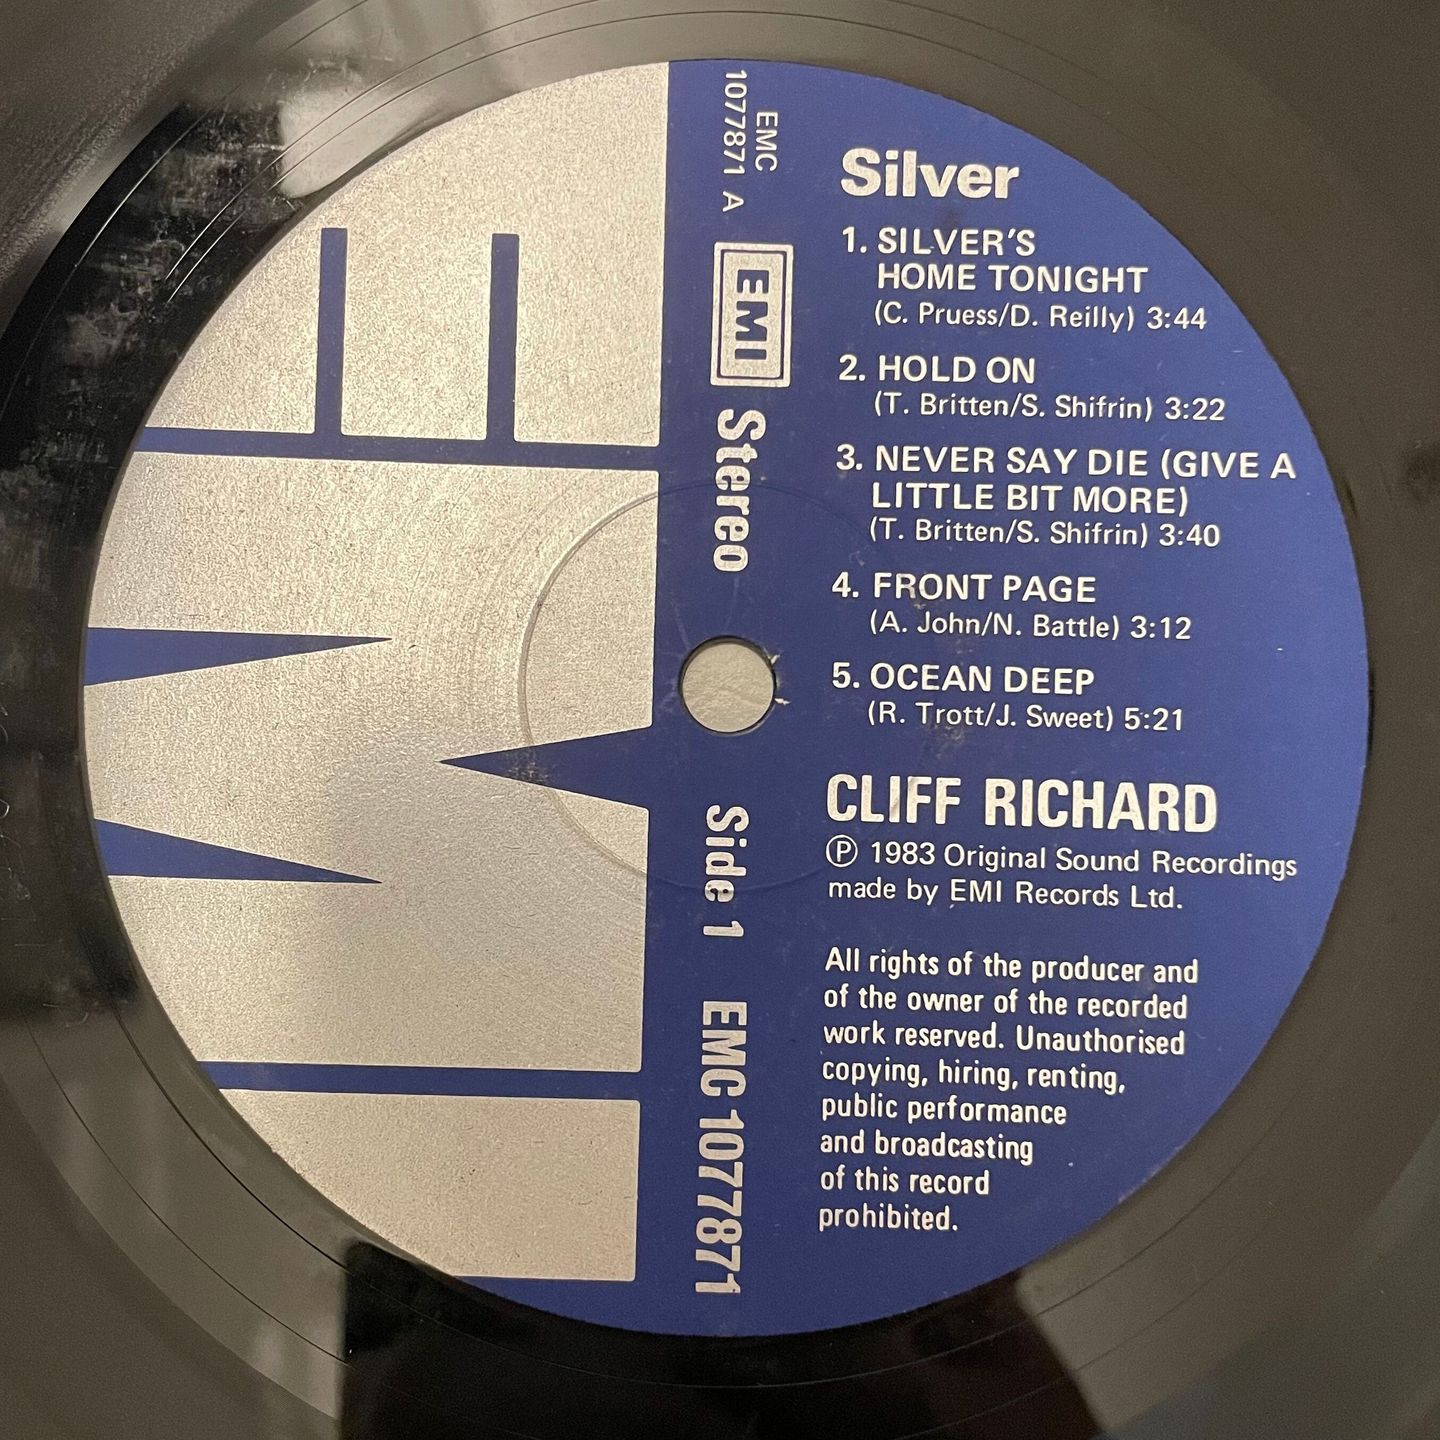 EMC
1077871 A
EMI
Stereo
Side 1
EMC 1077871
Silver
1. SILVER'S
HOME TONIGHT
(C. Pruess/D. Reilly) 3:44
2. HOLD ON
(T. Britten/S. Shifrin) 3:22
3. NEVER SAY DIE (GIVE A
LITTLE BIT MORE)
(T. Britten/S. Shifrin) 3:40
4. FRONT PAGE
(A. John/N. Battle) 3:12
5. OCEAN DEEP
(R. Trott/J. Sweet) 5:21
CLIFF RICHARD
℗ 1983 Original Sound Recordings
made by EMI Records Ltd.
All rights of the producer and
of the owner of the recorded
work reserved. Unauthorised
copying, hiring, renting,
public performance
and broadcasting
of this record
prohibited.
EMI